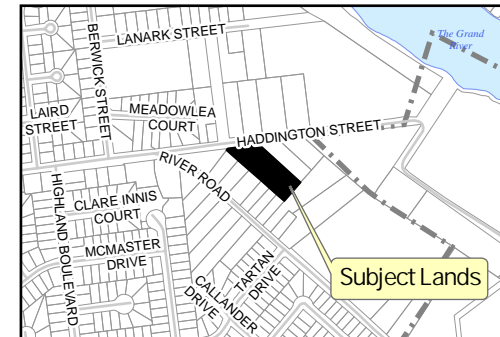 LANARK STREET
BERWICK STREET
The Grand
River
LAIRD
STREET
MEADOWLEA
COURT
HADDINGTON STREET
RIVER ROAD
HIGHLAND BOULEVARD
CLARE INNIS
COURT
MCMASTER
DRIVE
CALLANDER
DRIVE
TARTAN
DRIVE
Subject Lands